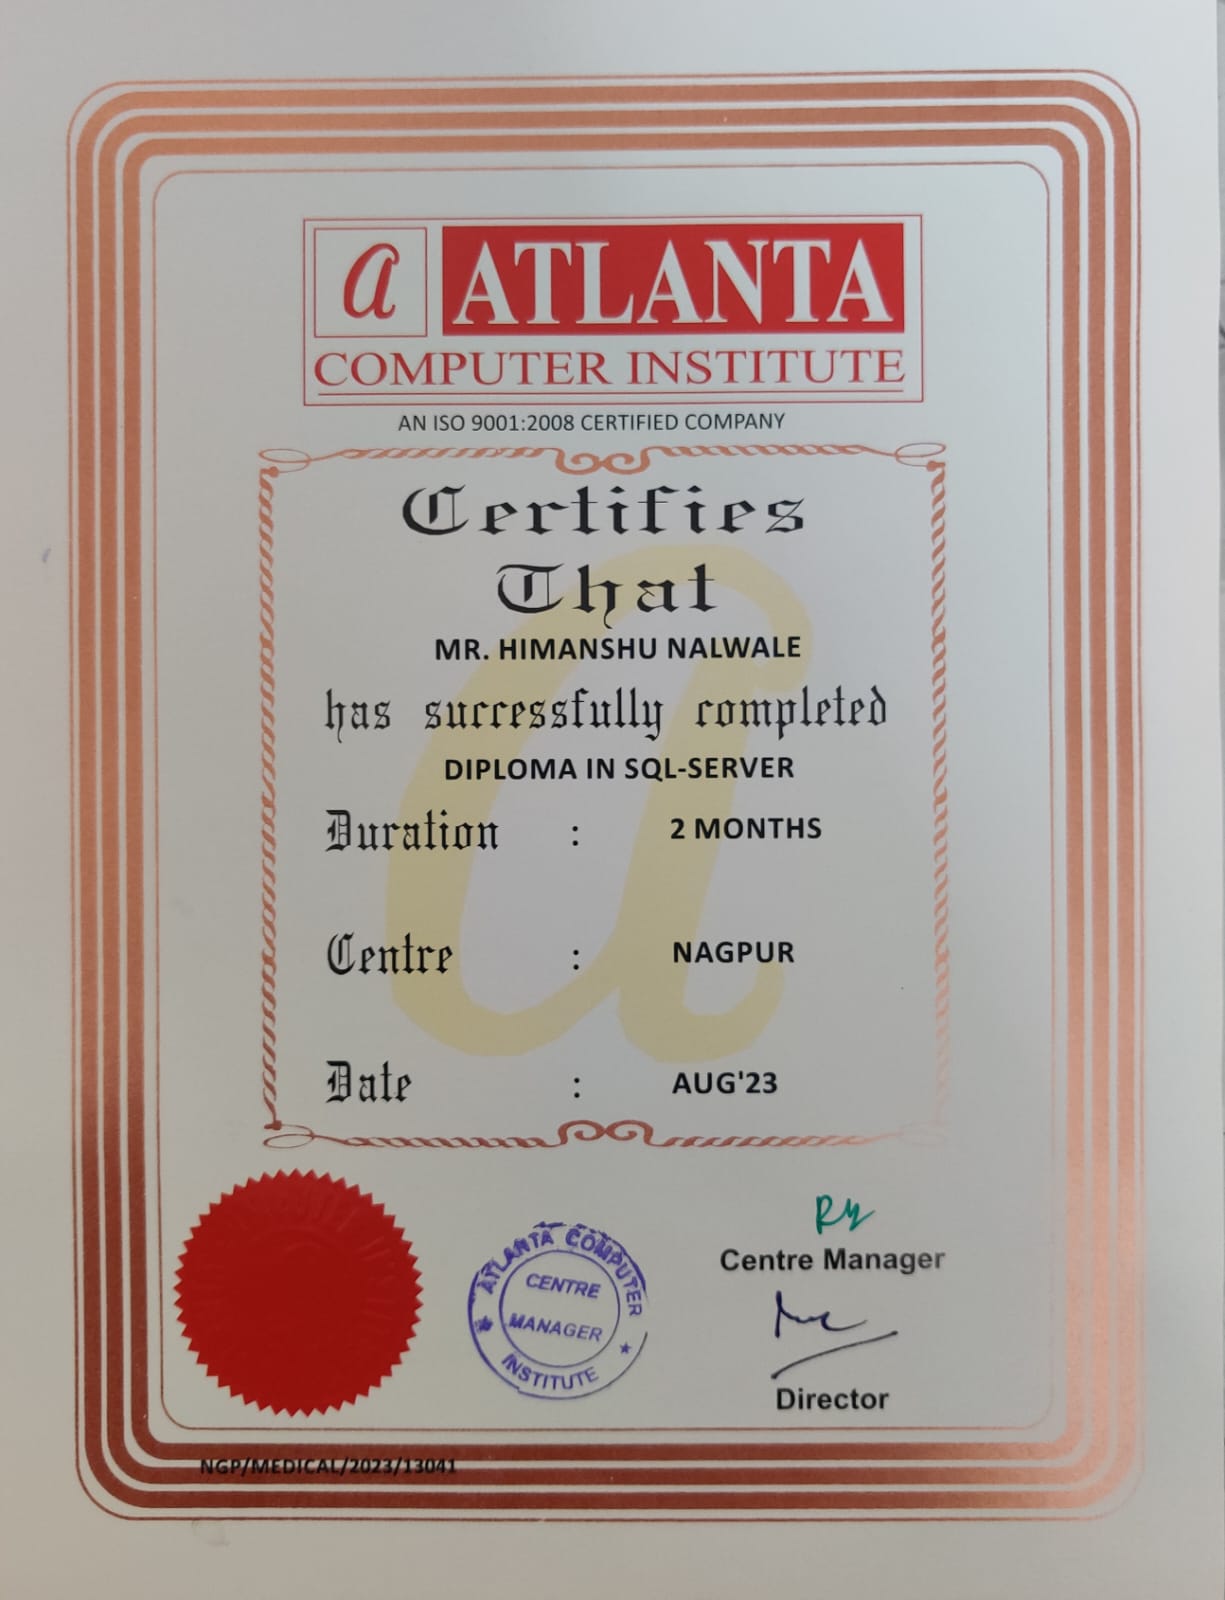 a ATLANTA
COMPUTER INSTITUTE
AN ISO 9001:2008 CERTIFIED COMPANY
Certifies
That
MR. HIMANSHU NALWALE
has successfully completed
DIPLOMA IN SQL-SERVER
Duration : 2 MONTHS
Centre : NAGPUR
Date : AUG'23
ATLANTA COMPUTER
CENTRE
MANAGER
INSTITUTE
Centre Manager
Director
NGP/MEDICAL/2023/13041